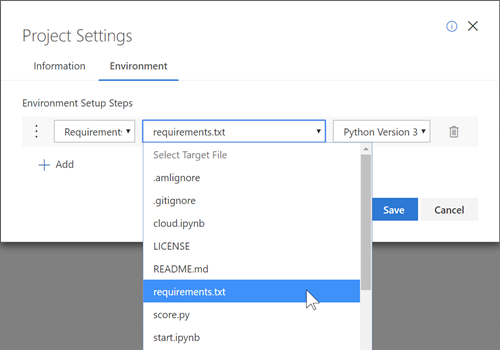 Project Settings
Information
Environment
Environment Setup Steps
Requirement
requirements.txt
Python Version 3
Add
Select Target File
.amlignore
.gitignore
cloud.ipynb
LICENSE
README.md
requirements.txt
score.py
start.ipynb
Save
Cancel